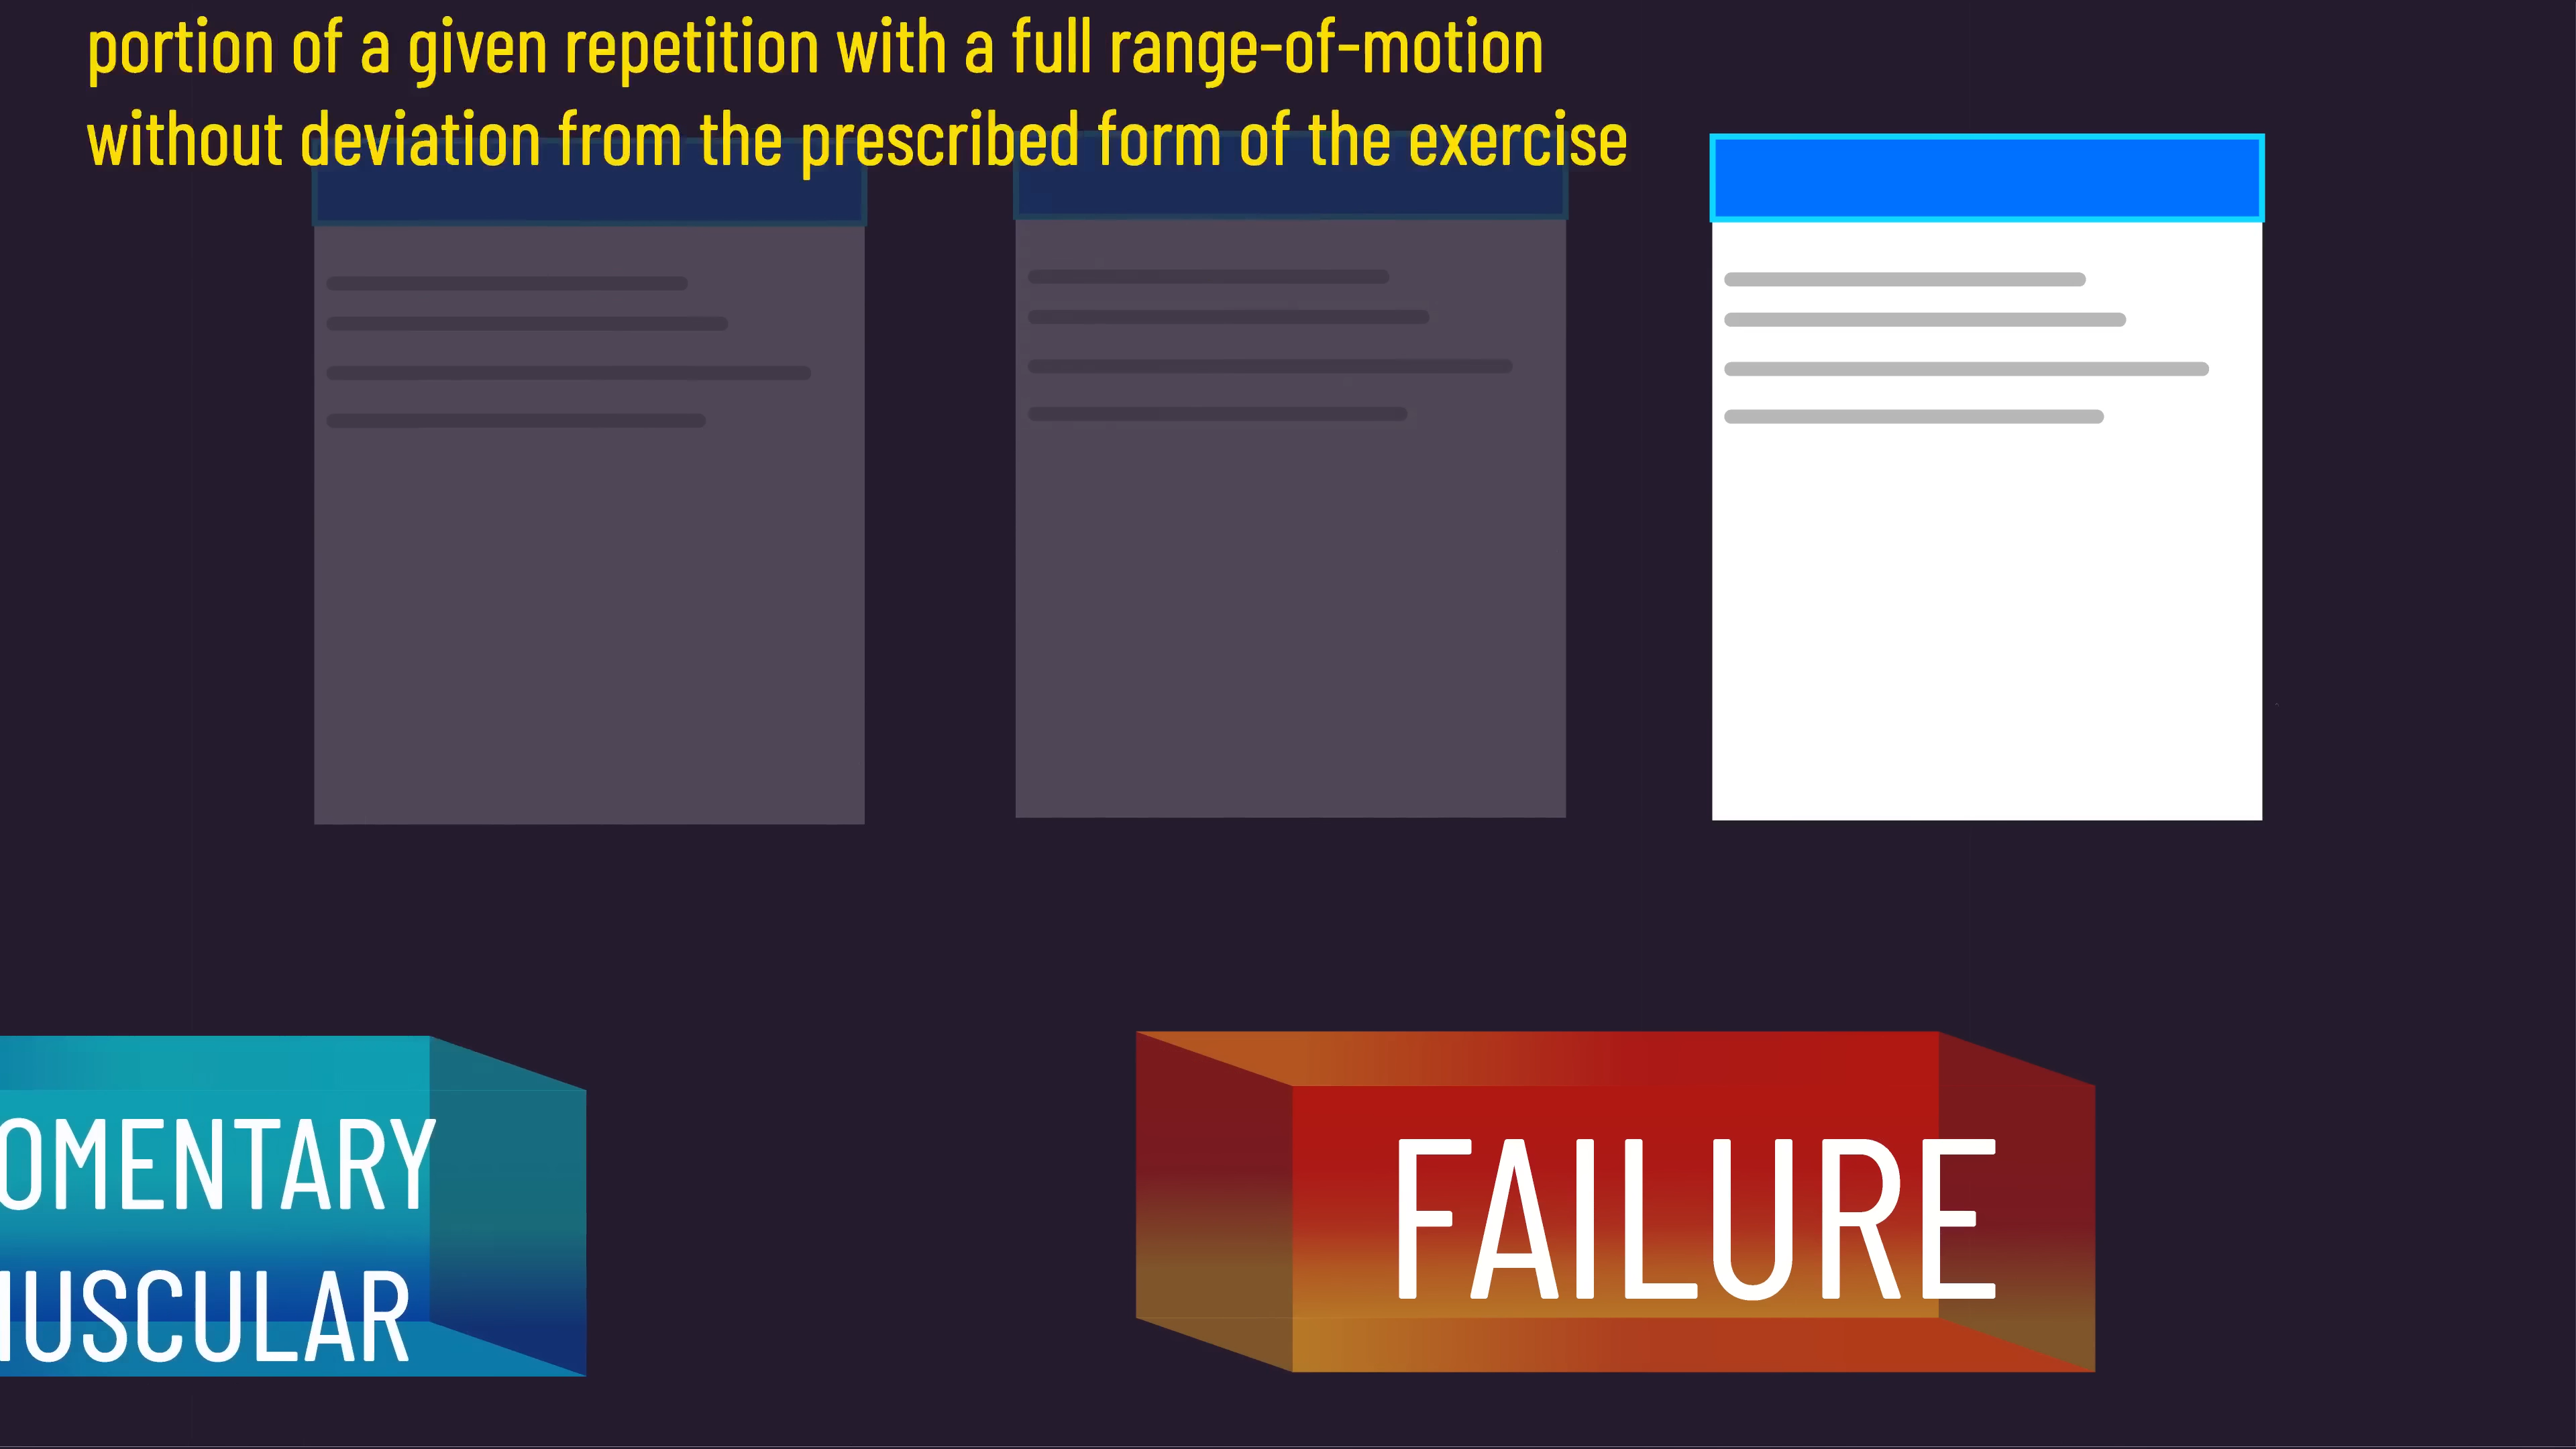 portion of a given repetition with a full range-of-motion
without deviation from the prescribed form of the exercise
OMENTARY
USCULAR
FAILURE